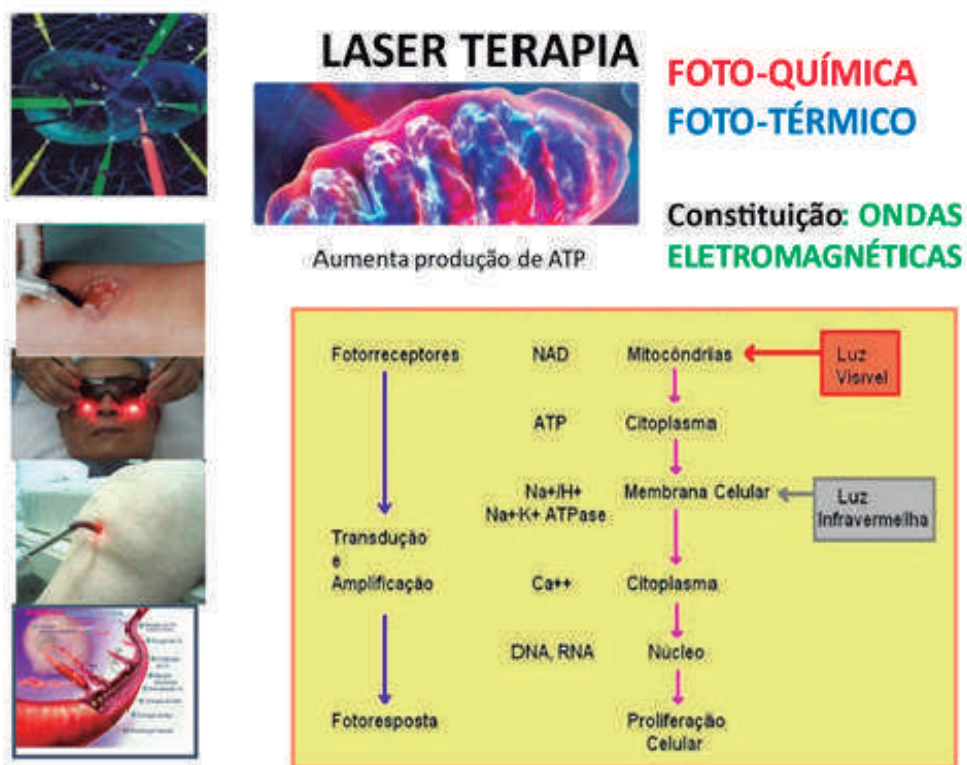 LASER TERAPIA
FOTO-QUÍMICA
FOTO-TÉRMICO
Constituição: ONDAS
ELETROMAGNÉTICAS
Aumenta produção de ATP
Fotorreceptores
NAD
Mitocôndrias
Luz
Visível
ATP
Citoplasma
Na+/H+
Na+K+ ATPase
Membrana Celular
Luz
Infravermelha
Transdução
e
Amplificação
Ca++
Citoplasma
DNA, RNA
Núcleo
Fotoresposta
Proliferação
Celular